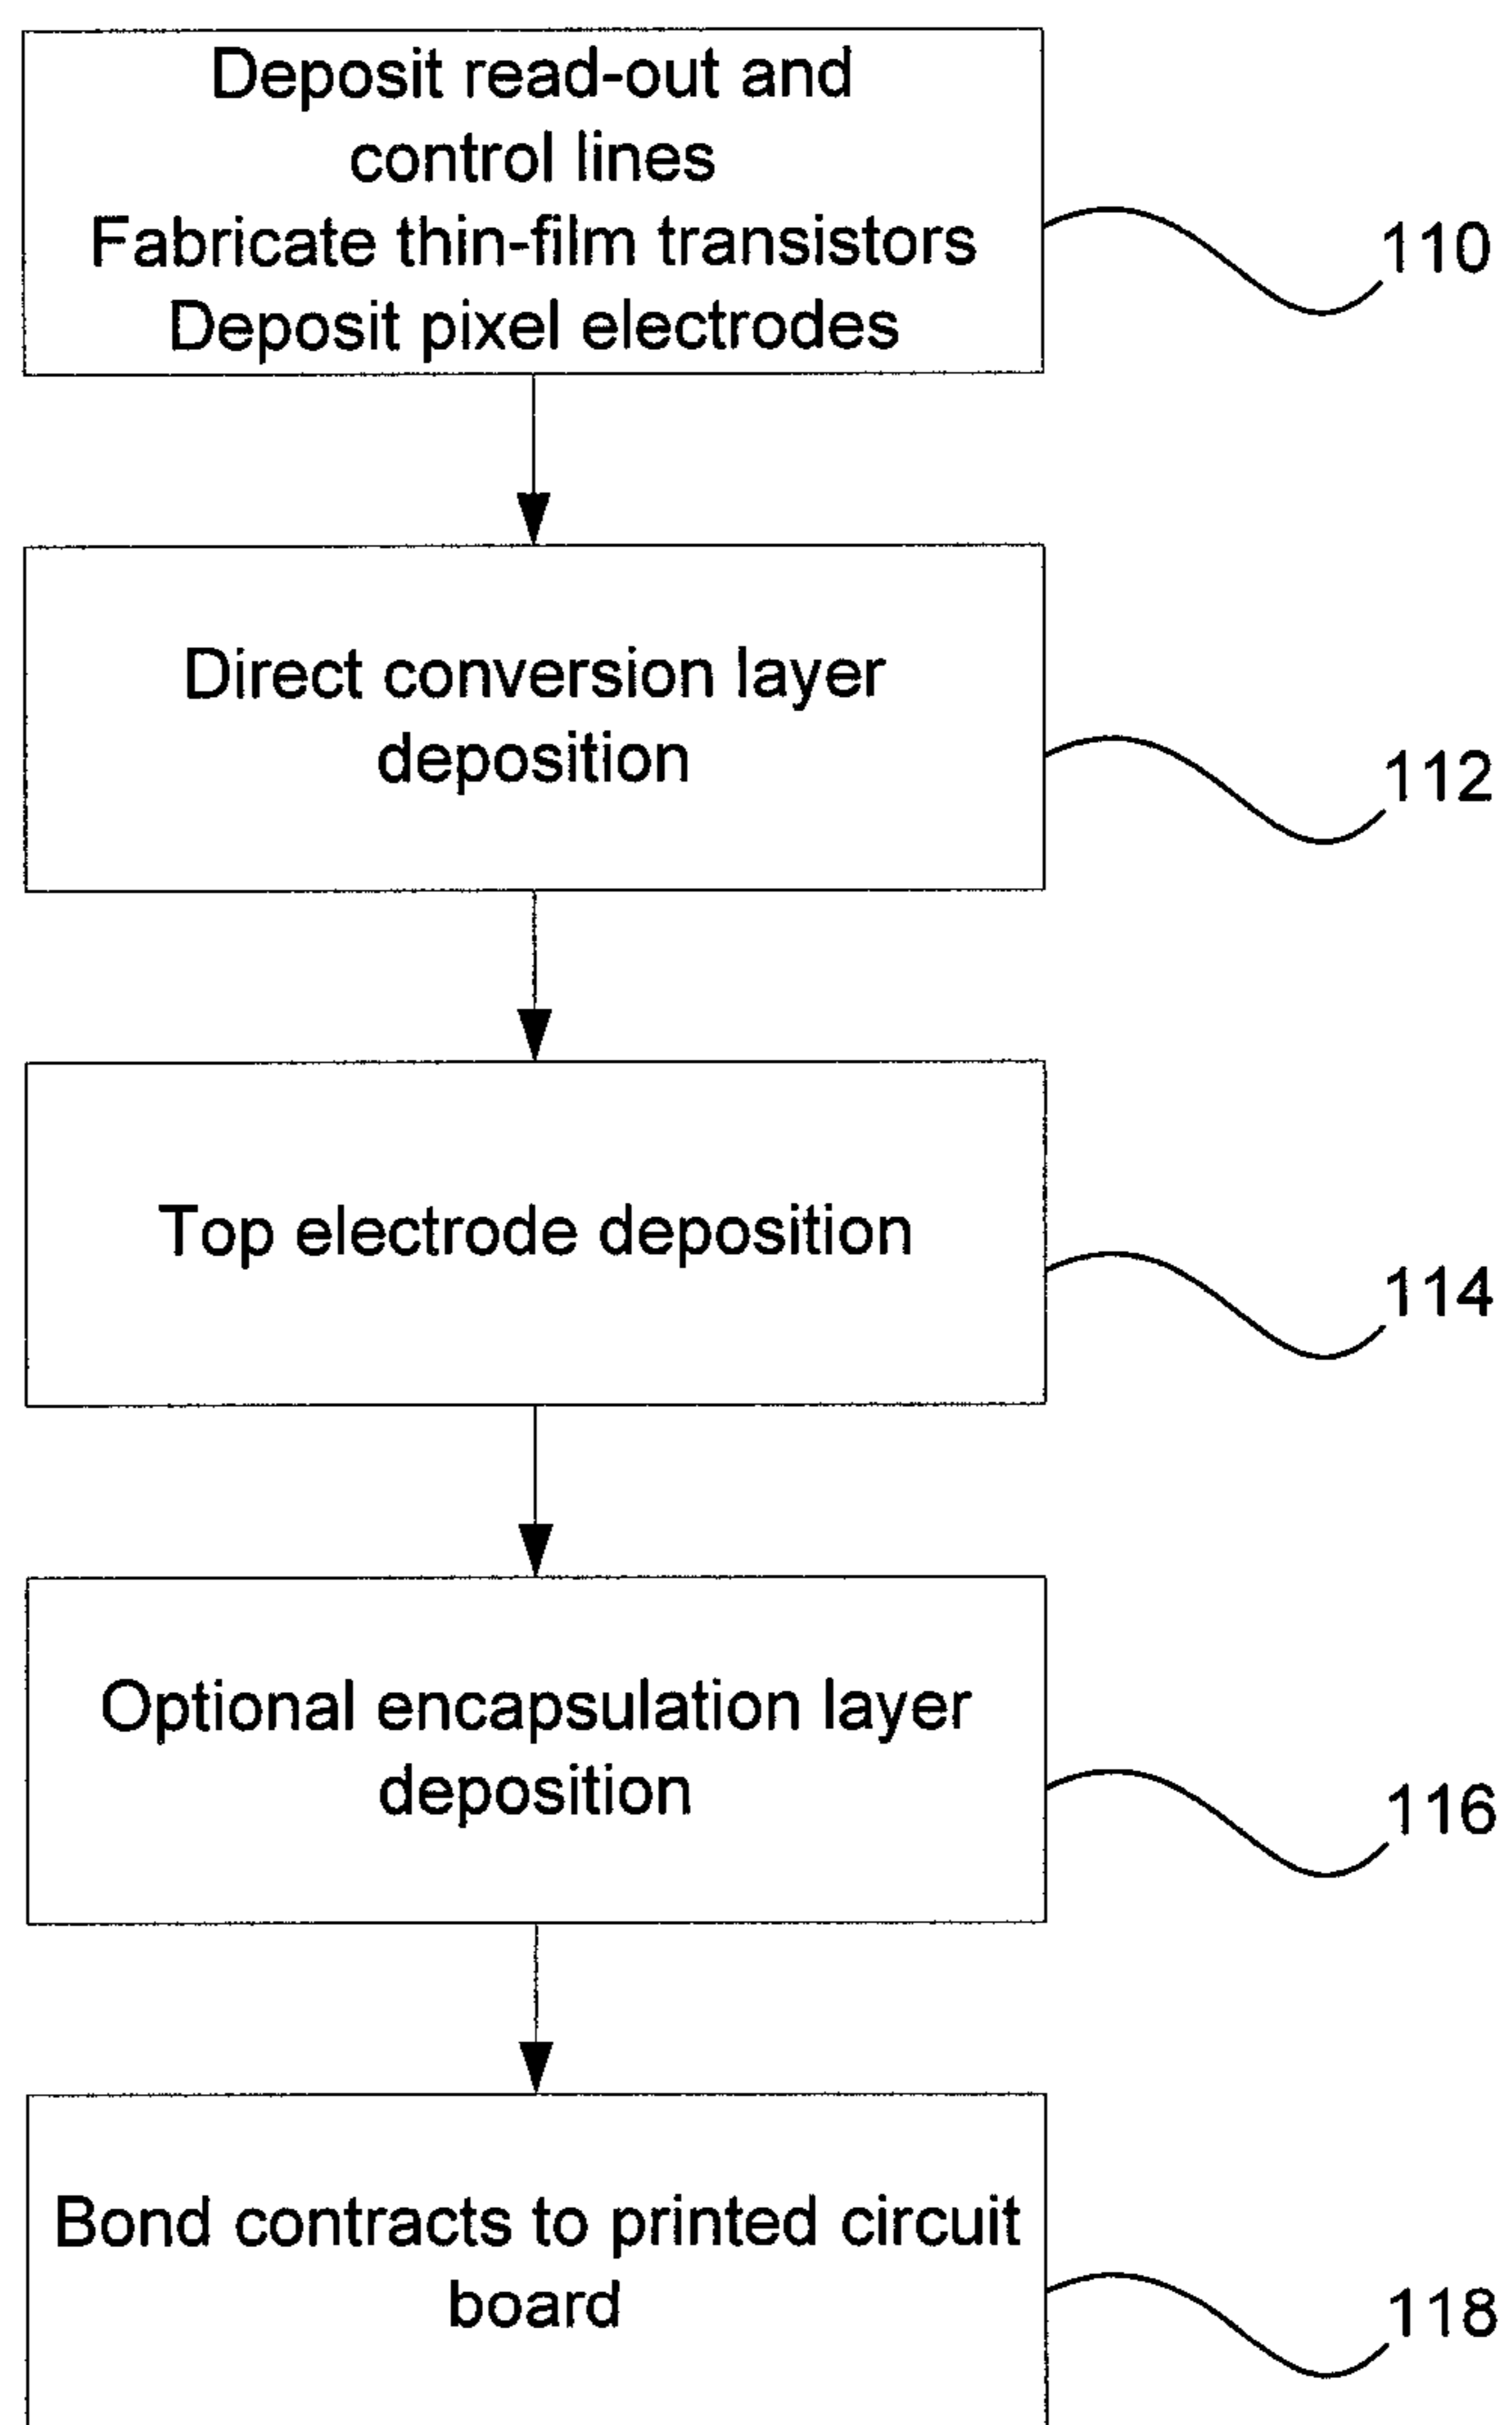 Deposit read-out and
control lines
Fabricate thin-film transistors
Deposit pixel electrodes
110
Direct conversion layer
deposition
112
Top electrode deposition
114
Optional encapsulation layer
deposition
116
Bond contracts to printed circuit
board
118